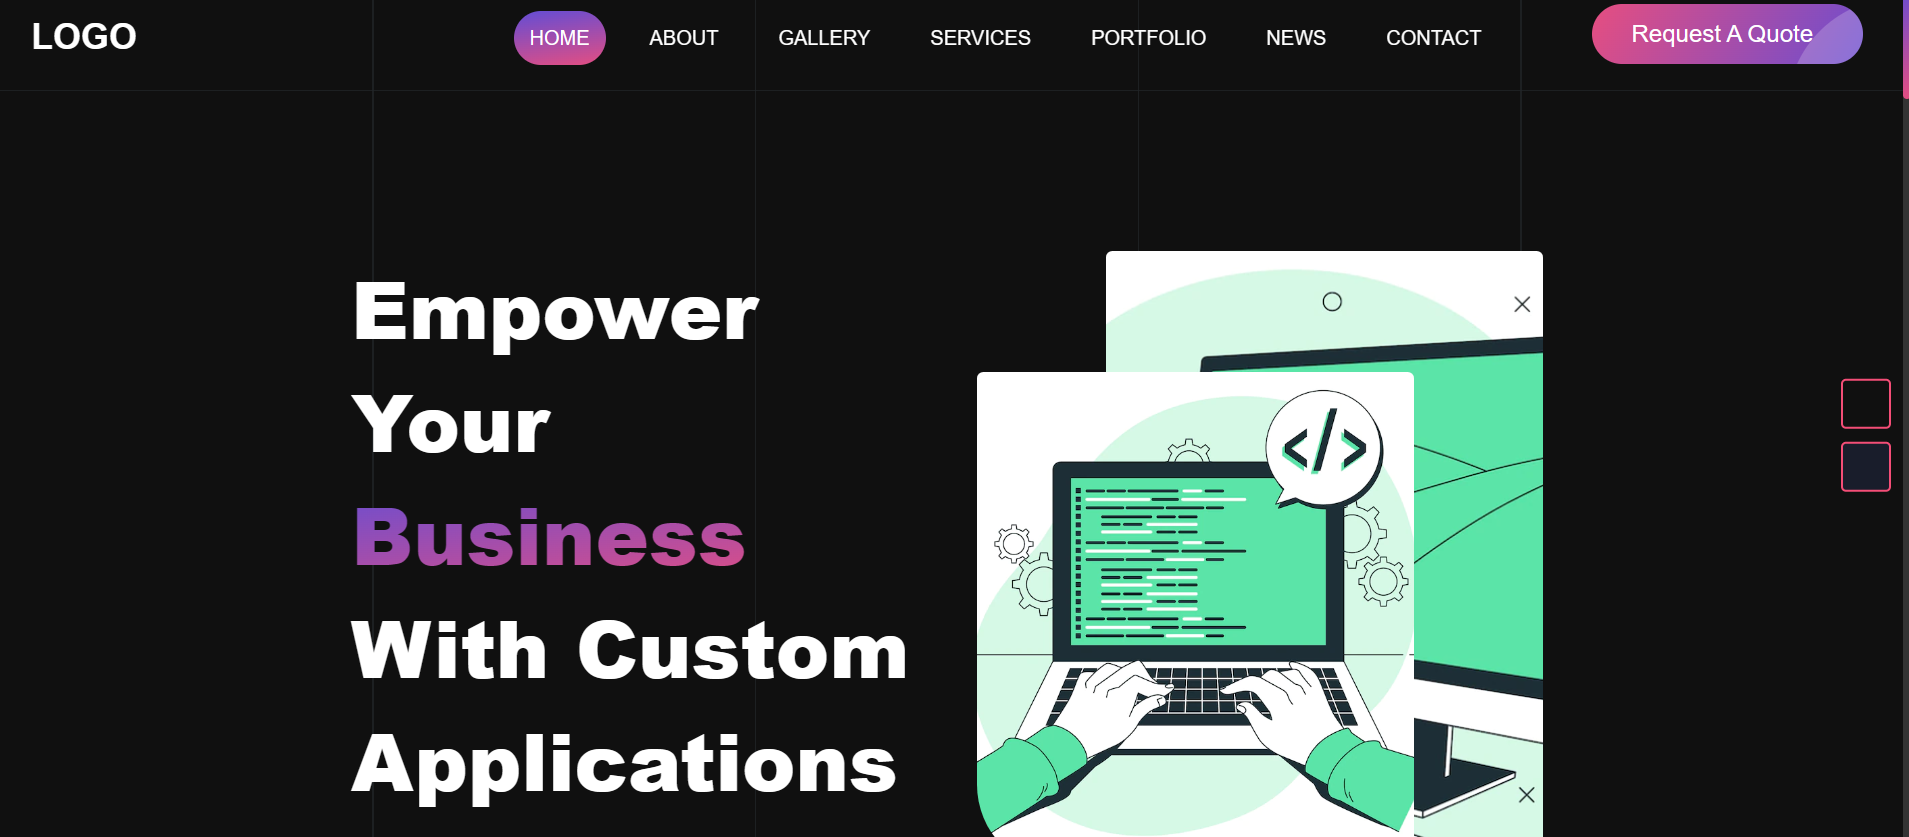 LOGO
HOME ABOUT GALLERY SERVICES PORTFOLIO NEWS CONTACT
Request A Quote
Empower
Your
Business
With Custom
Applications
</>